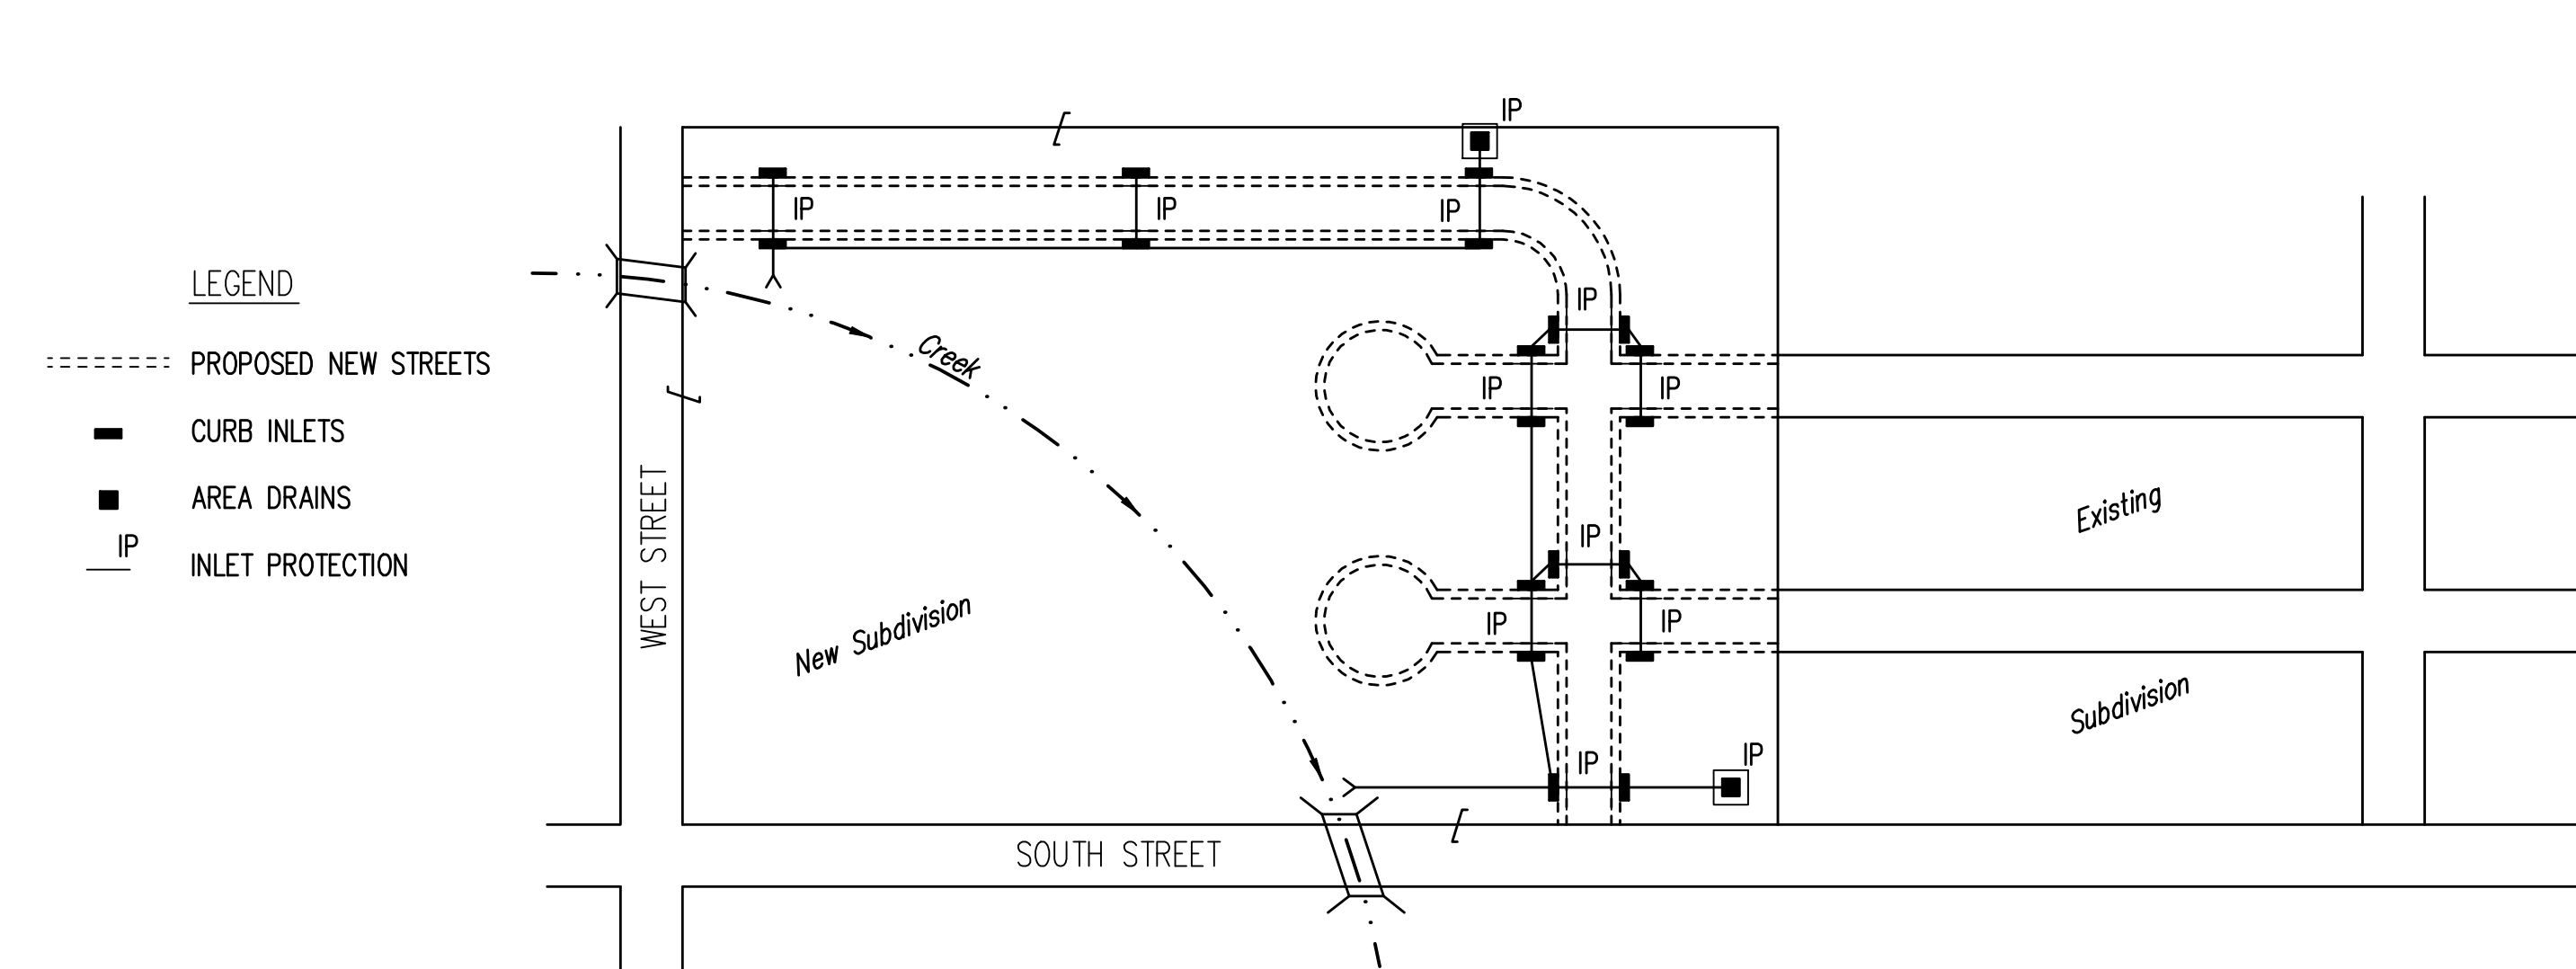 IP
IP
IP
IP
LEGEND
IP
Creek
PROPOSED NEW STREETS
IP
IP
CURB INLETS
AREA DRAINS
Existing
IP
IP
INLET PROTECTION
WEST STREET
New Subdivision
IP
IP
Subdivision
IP
IP
SOUTH STREET